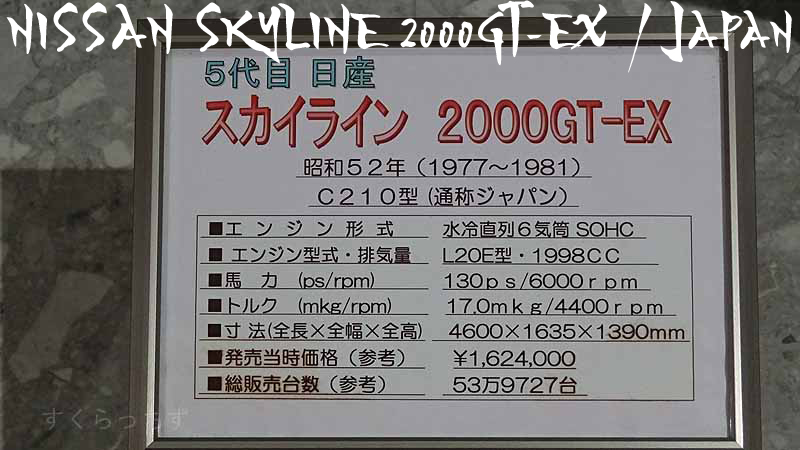 NISSAN SKYLINE 2000GT-EX / JAPAN
5代目 日産
スカイライン 2000GT-EX
昭和52年（1977～1981）
C210型（通称ジャパン）
■エンジン形式 水冷直列6気筒 SOHC
■エンジン型式・排気量 L20E型・1998CC
■馬 力 (ps/rpm) 130ps/6000rpm
■トルク (mkg/rpm) 17.0mkg/4400rpm
■寸 法(全長×全幅×全高) 4600×1635×1390mm
■発売当時価格（参考） ¥1,624,000
■総販売台数（参考） 53万9727台
すくらっちず